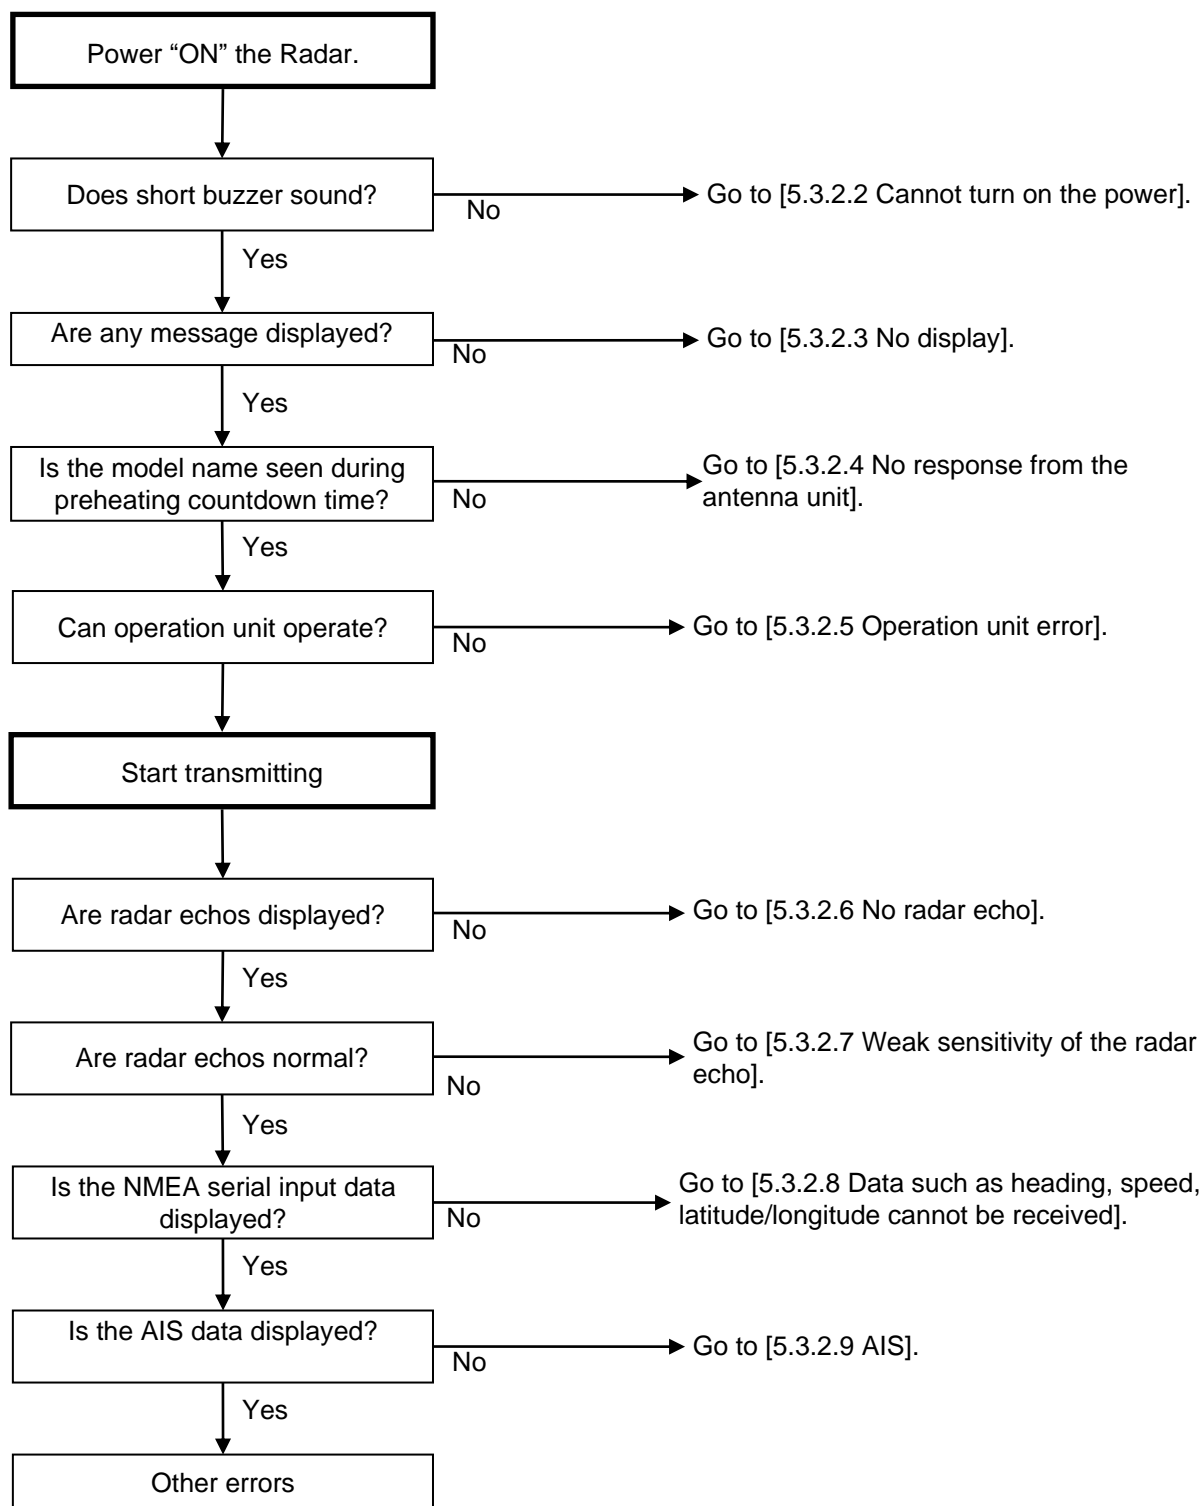 Power “ON” the Radar.
Does short buzzer sound?
No
Go to [5.3.2.2 Cannot turn on the power].
Yes
Are any message displayed?
No
Go to [5.3.2.3 No display].
Yes
Is the model name seen during
preheating countdown time?
No
Go to [5.3.2.4 No response from the
antenna unit].
Yes
Can operation unit operate?
No
Go to [5.3.2.5 Operation unit error].
Start transmitting
Are radar echos displayed?
No
Go to [5.3.2.6 No radar echo].
Yes
Are radar echos normal?
No
Go to [5.3.2.7 Weak sensitivity of the radar
echo].
Yes
Is the NMEA serial input data
displayed?
No
Go to [5.3.2.8 Data such as heading, speed,
latitude/longitude cannot be received].
Yes
Is the AIS data displayed?
No
Go to [5.3.2.9 AIS].
Yes
Other errors